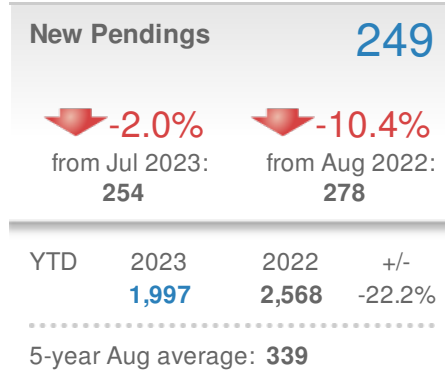 New Pendings 249
-2.0% -10.4%
from Jul 2023: from Aug 2022:
254 278
YTD 2023 2022 +/-
1,997 2,568 -22.2%
5-year Aug average: 339